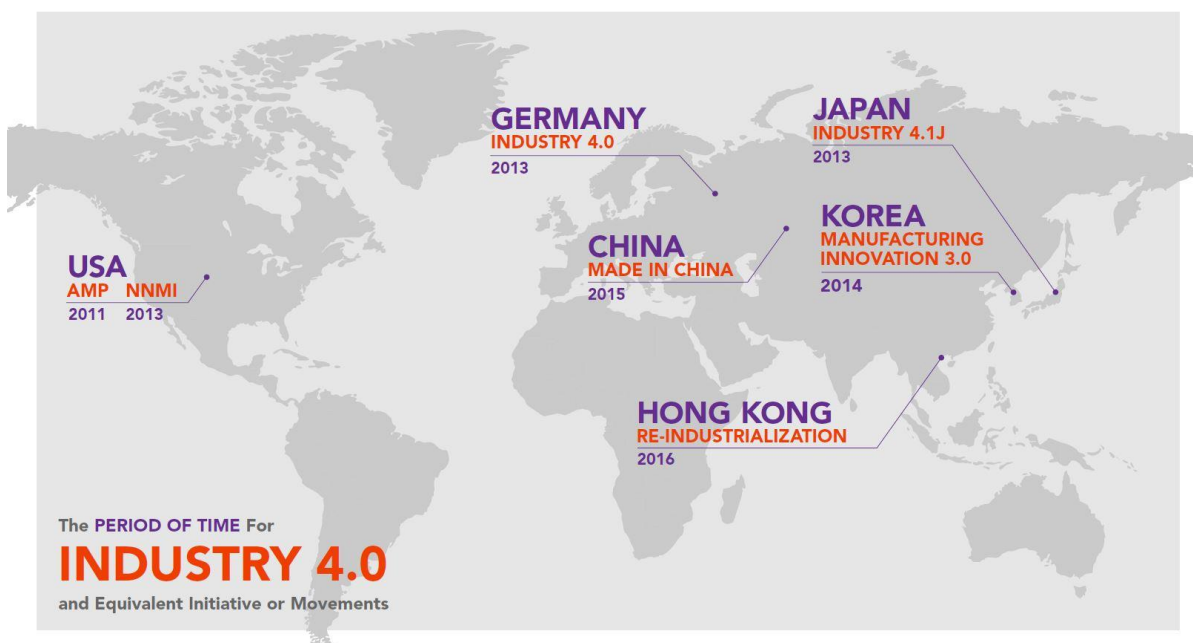 GERMANY
INDUSTRY 4.0
2013
JAPAN
INDUSTRY 4.1J
2013
USA
AMP NNMI
2011 2013
CHINA
MADE IN CHINA
2015
KOREA
MANUFACTURING
INNOVATION 3.0
2014
HONG KONG
RE-INDUSTRIALIZATION
2016
The PERIOD OF TIME For
INDUSTRY 4.0
and Equivalent Initiative or Movements